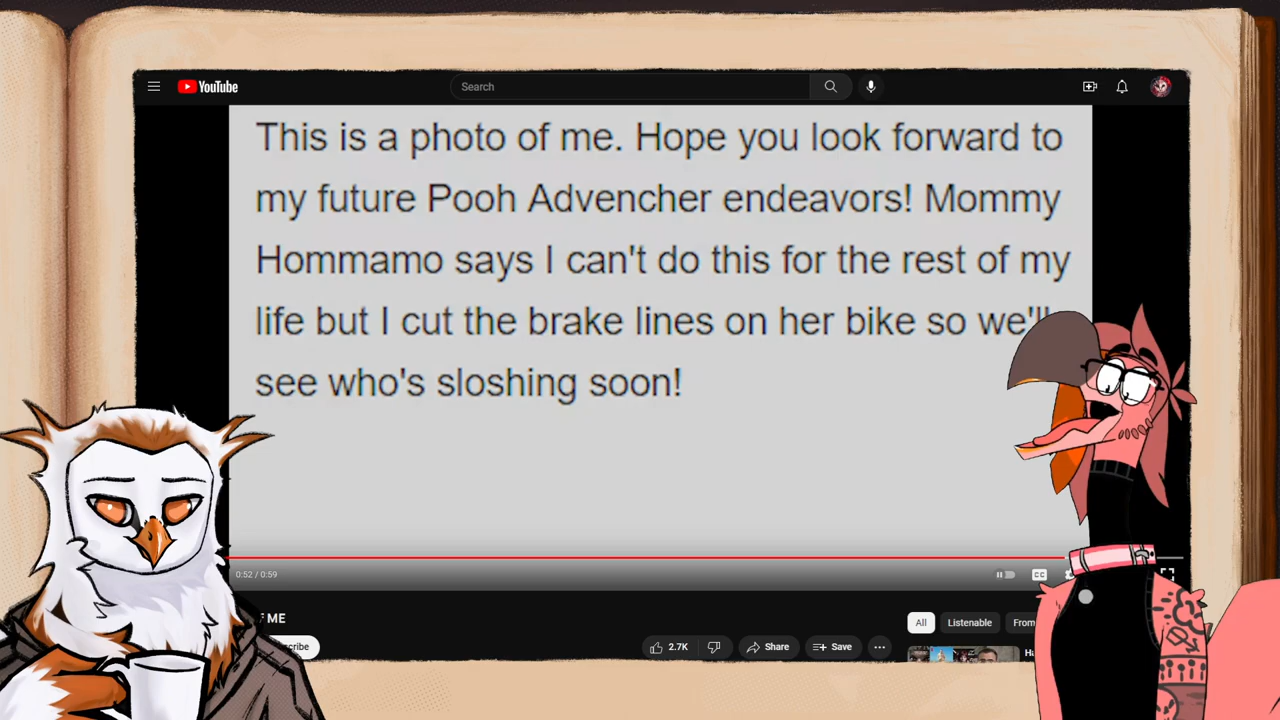 YouTube
Search
This is a photo of me. Hope you look forward to
my future Pooh Advencher endeavors! Mommy
Hommamo says I can't do this for the rest of my
life but I cut the brake lines on her bike so we'll
see who's sloshing soon!
0:52 / 0:59
CC
ME
All
Listenable
From
2.7K
Share
Save